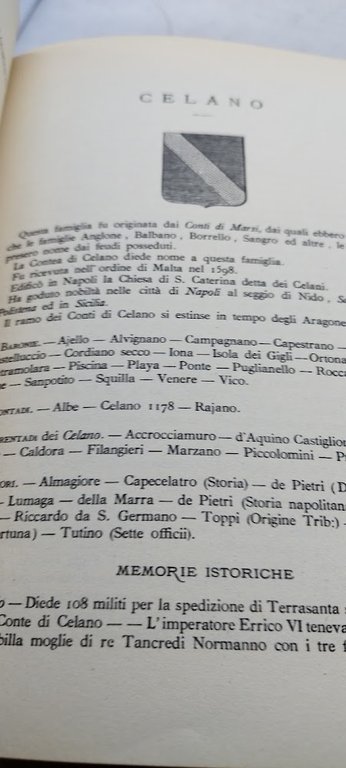 CELANO
Questa famiglia fu originata dai Conti di Marsi, dai quali ebbero
che le famiglie Anglone, Balbano, Borrello, Sangro ed altre, le
presero nome dai feudi posseduti.
La Contea di Celano diede nome a questa famiglia.
Fu ricevuta nell'ordine di Malta nel 1598.
Edificò in Napoli la Chiesa di S. Caterina detta dei Celani.
Ha goduto nobiltà nelle città di Napoli al seggio di Nido,
Polistena ed in Sicilia.
Il ramo dei Conti di Celano si estinse in tempo degli Aragone
BARONIE. — Ajello — Alvignano — Campagnano — Capestrano —
stelluccio — Cordiano secco — Iona — Isola dei Gigli — Ortona
tramolara — Piscina — Playa — Ponte — Puglianello — Rocca
e — Sanpotito — Squilla — Venere — Vico.
ONTADI. — Albe — Celano 1178 — Rajano.
RENTADI dei Celano. — Accrocciamuro — d'Aquino Castiglion
— Caldora — Filangieri — Marzano — Piccolomini — P
ORI. — Almagiore — Capecelatro (Storia) — de Pietri (D
— Lumaga — della Marra — de Pietri (Storia napolitan
— Riccardo da S. Germano — Toppi (Origine Trib:) —
ortuna) — Tutino (Sette officii).
MEMORIE ISTORICHE
o — Diede 108 militi per la spedizione di Terrasanta
Conte di Celano — — L'imperatore Errico VI teneva
billa moglie di re Tancredi Normanno con i tre f